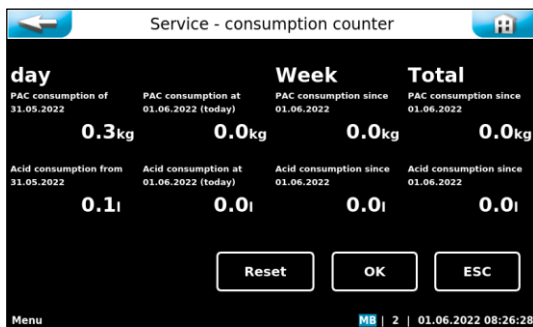 Service - consumption counter
day Week Total
PAC consumption of PAC consumption at PAC consumption since PAC consumption since
31.05.2022 01.06.2022 (today) 01.06.2022 01.06.2022
0.3kg 0.0kg 0.0kg 0.0kg
Acid consumption from Acid consumption at Acid consumption since Acid consumption since
31.05.2022 01.06.2022 (today) 01.06.2022 01.06.2022
0.1l 0.0l 0.0l 0.0l
Reset OK ESC
Menu MB | 2 | 01.06.2022 08:26:28